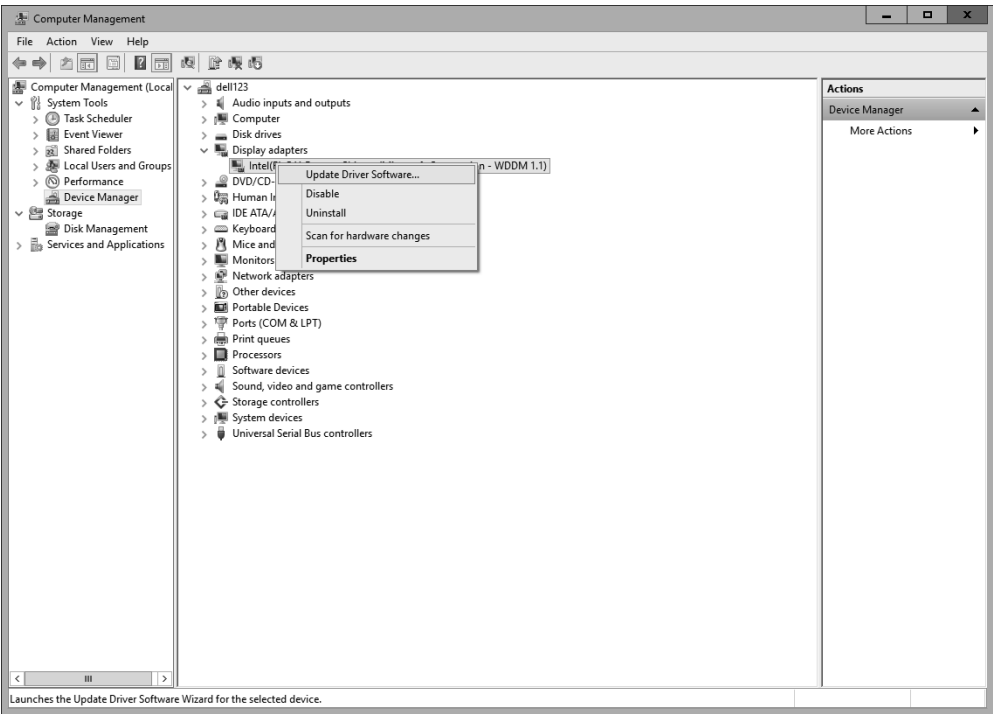 Computer Management
File Action View Help
Computer Management (Local
System Tools
Task Scheduler
Event Viewer
Shared Folders
Local Users and Groups
Performance
Device Manager
Storage
Disk Management
Services and Applications
dell123
Audio inputs and outputs
Computer
Disk drives
Display adapters
Intel(
n - WDDM 1.1)
DVD/CD-
Human I
IDE ATA/
Keyboard
Mice and
Monitors
Network adapters
Other devices
Portable Devices
Ports (COM & LPT)
Print queues
Processors
Software devices
Sound, video and game controllers
Storage controllers
System devices
Universal Serial Bus controllers
Update Driver Software...
Disable
Uninstall
Scan for hardware changes
Properties
Actions
Device Manager
More Actions
Launches the Update Driver Software Wizard for the selected device.